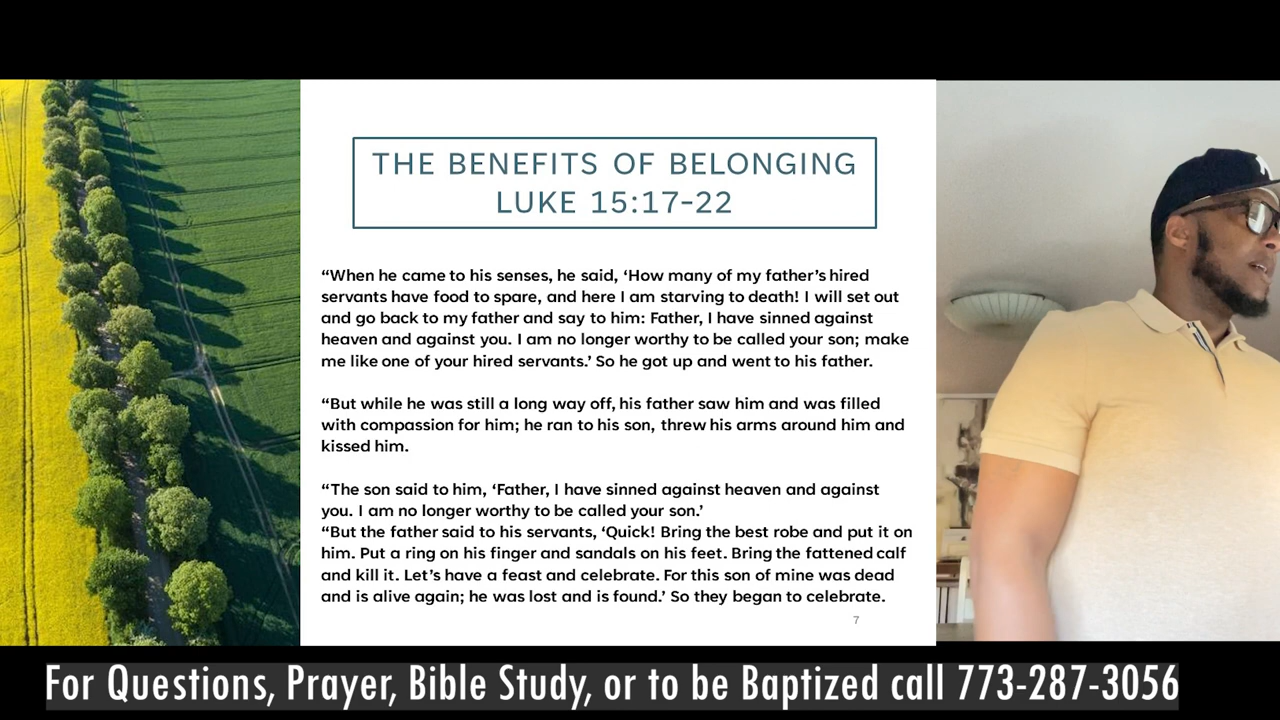 THE BENEFITS OF BELONGING
LUKE 15:17-22
“When he came to his senses, he said, ‘How many of my father’s hired
servants have food to spare, and here I am starving to death! I will set out
and go back to my father and say to him: Father, I have sinned against
heaven and against you. I am no longer worthy to be called your son; make
me like one of your hired servants.’ So he got up and went to his father.
“But while he was still a long way off, his father saw him and was filled
with compassion for him; he ran to his son, threw his arms around him and
kissed him.
“The son said to him, ‘Father, I have sinned against heaven and against
you. I am no longer worthy to be called your son.’
“But the father said to his servants, ‘Quick! Bring the best robe and put it on
him. Put a ring on his finger and sandals on his feet. Bring the fattened calf
and kill it. Let’s have a feast and celebrate. For this son of mine was dead
and is alive again; he was lost and is found.’ So they began to celebrate.
7
For Questions, Prayer, Bible Study, or to be Baptized call 773-287-3056